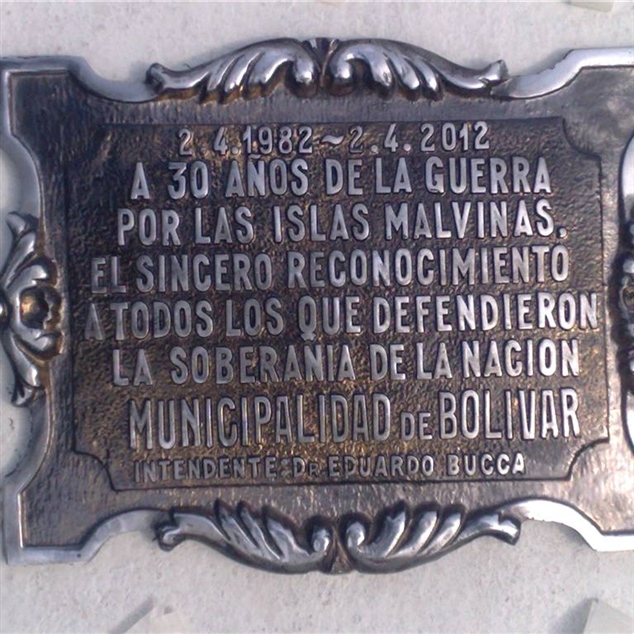 2.4.1982~2.4.2012
A 30 AÑOS DE LA GUERRA
POR LAS ISLAS MALVINAS.
EL SINCERO RECONOCIMIENTO
A TODOS LOS QUE DEFENDIERON
LA SOBERANIA DE LA NACION
MUNICIPALIDAD DE BOLIVAR
INTENDENTE: DR EDUARDO BUCCA